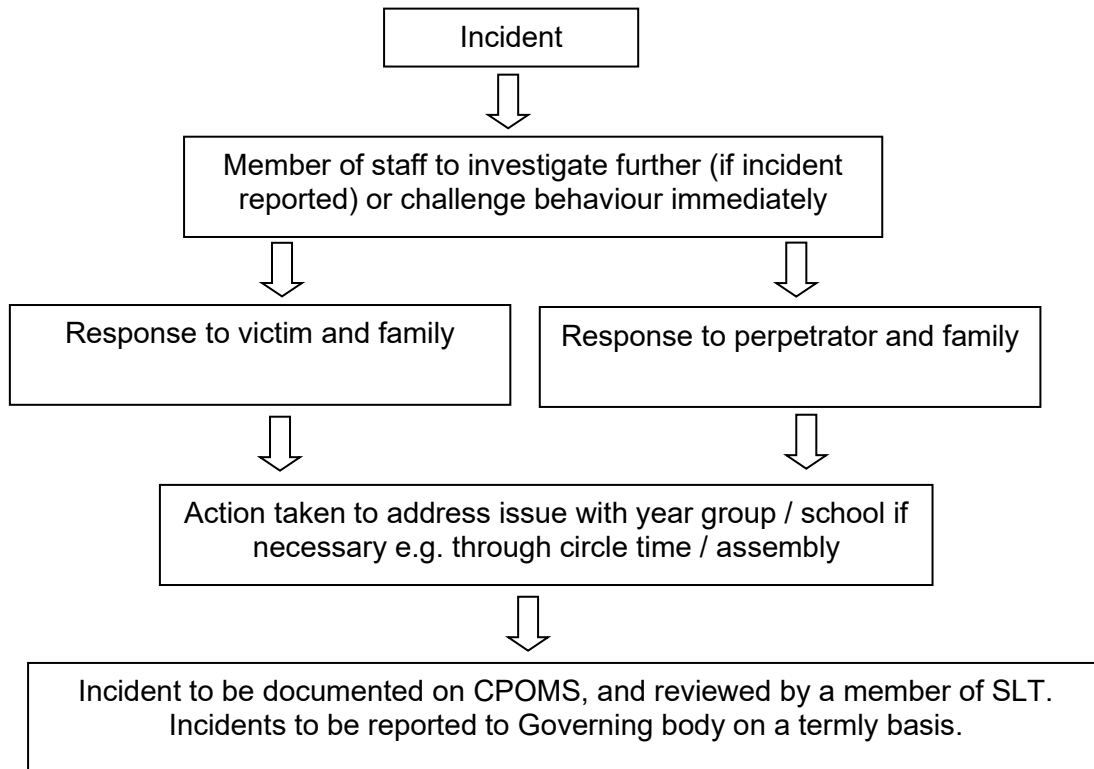 Incident
Member of staff to investigate further (if incident
reported) or challenge behaviour immediately
Response to victim and family
Response to perpetrator and family
Action taken to address issue with year group / school if
necessary e.g. through circle time / assembly
Incident to be documented on CPOMS, and reviewed by a member of SLT.
Incidents to be reported to Governing body on a termly basis.